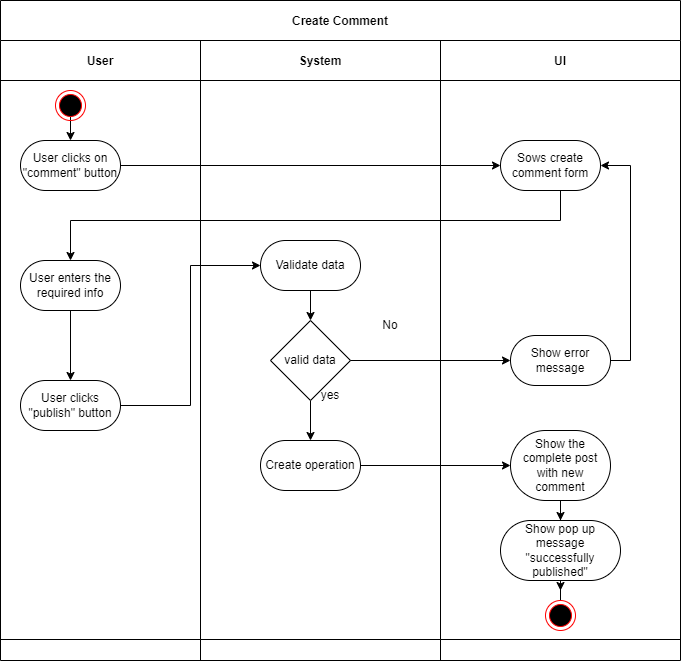 Create Comment
User
System
UI
User clicks on
"comment" button
Sows create
comment form
User enters the
required info
Validate data
No
valid data
Show error
message
yes
User clicks
"publish" button
Create operation
Show the
complete post
with new
comment
Show pop up
message
"successfully
published"